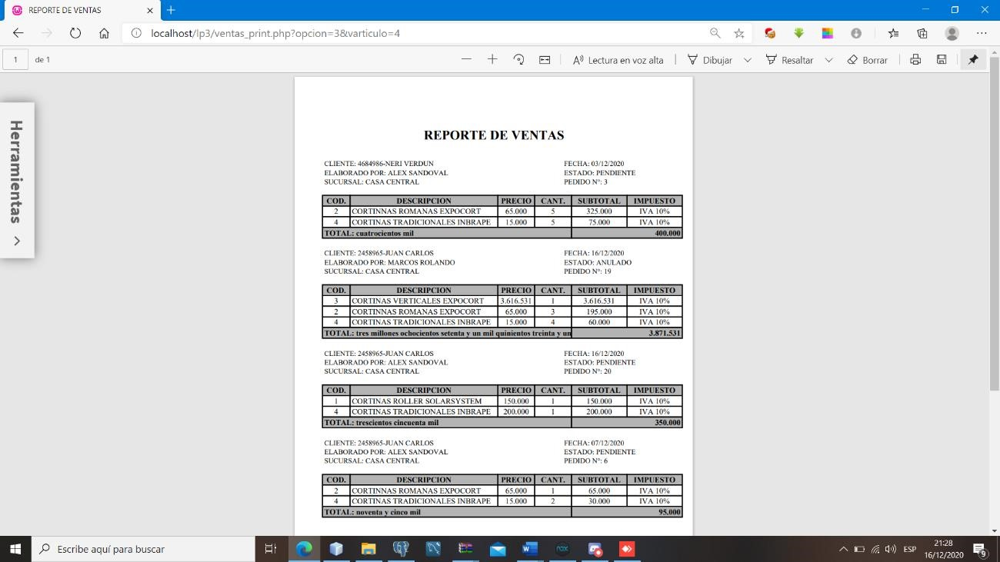 REPORTE DE VENTAS
localhost/lp3/ventas_print.php?opcion=3&varticulo=4
1 de 1 Lectura en voz alta Dibujar Resaltar Borrar
Herramientas
REPORTE DE VENTAS
CLIENTE: 4684986-NERI VERDUN FECHA: 03/12/2020
ELABORADO POR: ALEX SANDOVAL ESTADO: PENDIENTE
SUCURSAL: CASA CENTRAL PEDIDO N°: 3
COD. DESCRIPCION PRECIO CANT. SUBTOTAL IMPUESTO
2 CORTINNAS ROMANAS EXPOCORT 65.000 5 325.000 IVA 10%
4 CORTINAS TRADICIONALES INBRAPE 15.000 5 75.000 IVA 10%
TOTAL: cuatrocientos mil 400.000
CLIENTE: 2458965-JUAN CARLOS FECHA: 16/12/2020
ELABORADO POR: MARCOS ROLANDO ESTADO: ANULADO
SUCURSAL: CASA CENTRAL PEDIDO N°: 19
COD. DESCRIPCION PRECIO CANT. SUBTOTAL IMPUESTO
3 CORTINAS VERTICALES EXPOCORT 3.616.531 1 3.616.531 IVA 10%
2 CORTINNAS ROMANAS EXPOCORT 65.000 3 195.000 IVA 10%
4 CORTINAS TRADICIONALES INBRAPE 15.000 4 60.000 IVA 10%
TOTAL: tres millones ochocientos setenta y un mil quinientos treinta y un 3.871.531
CLIENTE: 2458965-JUAN CARLOS FECHA: 16/12/2020
ELABORADO POR: ALEX SANDOVAL ESTADO: PENDIENTE
SUCURSAL: CASA CENTRAL PEDIDO N°: 20
COD. DESCRIPCION PRECIO CANT. SUBTOTAL IMPUESTO
1 CORTINAS ROLLER SOLARSYSTEM 150.000 1 150.000 IVA 10%
4 CORTINAS TRADICIONALES INBRAPE 200.000 1 200.000 IVA 10%
TOTAL: trescientos cincuenta mil 350.000
CLIENTE: 2458965-JUAN CARLOS FECHA: 07/12/2020
ELABORADO POR: ALEX SANDOVAL ESTADO: PENDIENTE
SUCURSAL: CASA CENTRAL PEDIDO N°: 6
COD. DESCRIPCION PRECIO CANT. SUBTOTAL IMPUESTO
2 CORTINNAS ROMANAS EXPOCORT 65.000 1 65.000 IVA 10%
4 CORTINAS TRADICIONALES INBRAPE 15.000 2 30.000 IVA 10%
TOTAL: noventa y cinco mil 95.000
Escribe aquí para buscar
nox
ESP
21:28
16/12/2020
9